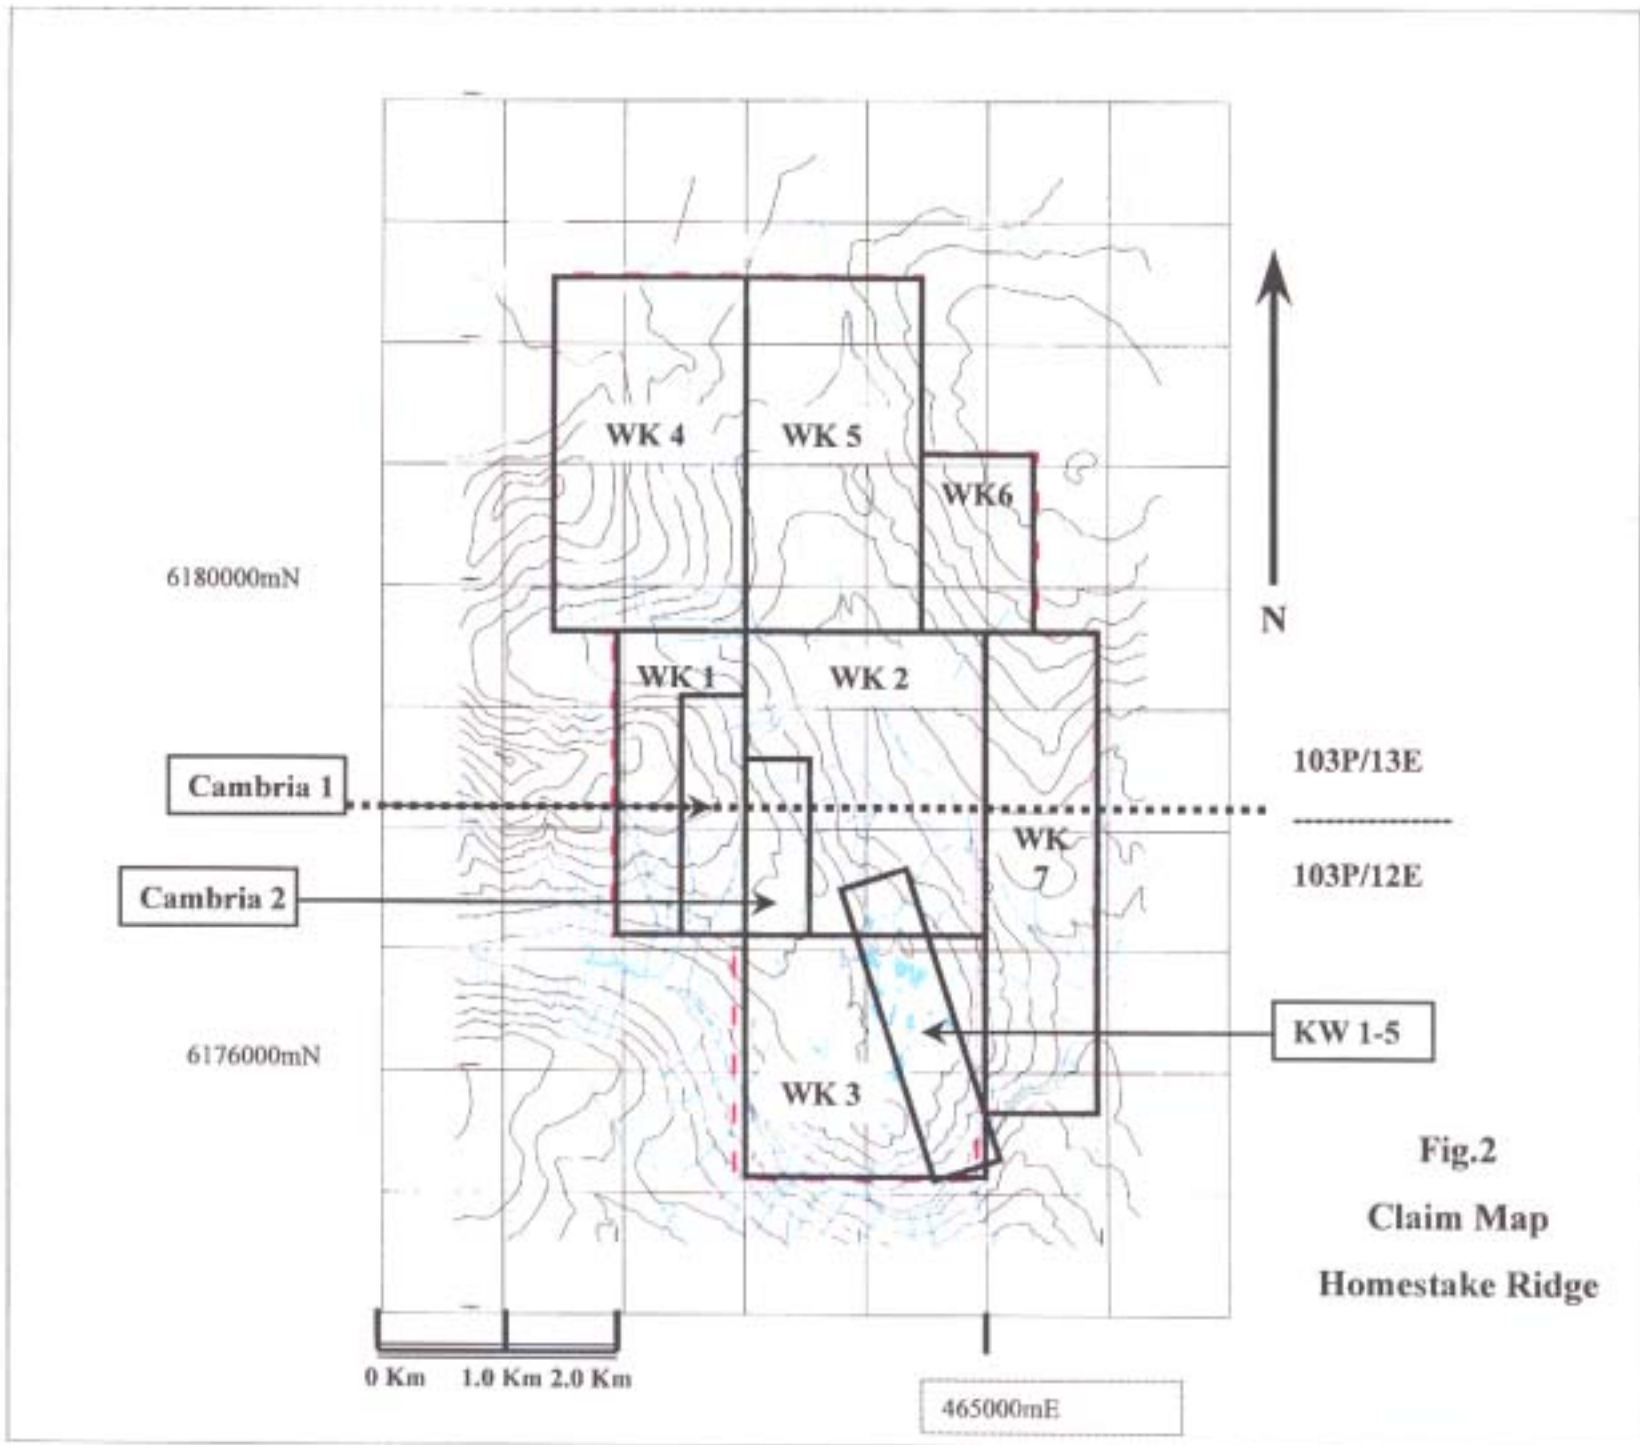 WK 4
WK 5
WK6
6180000mN
N
WK 1
WK 2
Cambria 1
103P/13E
---------------
103P/12E
WK
7
Cambria 2
KW 1-5
6176000mN
WK 3
Fig.2
Claim Map
Homestake Ridge
0 Km 1.0 Km 2.0 Km
465000mE